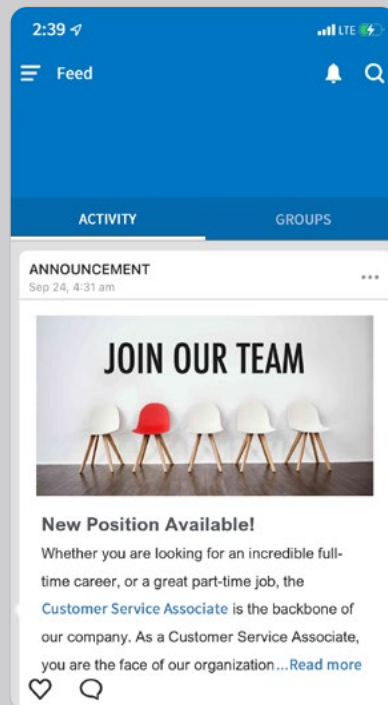 2:39
LTE
Feed
ACTIVITY GROUPS
ANNOUNCEMENT
Sep 24, 4:31 am
JOIN OUR TEAM
New Position Available!
Whether you are looking for an incredible full-
time career, or a great part-time job, the
Customer Service Associate is the backbone of
our company. As a Customer Service Associate,
you are the face of our organization...Read more